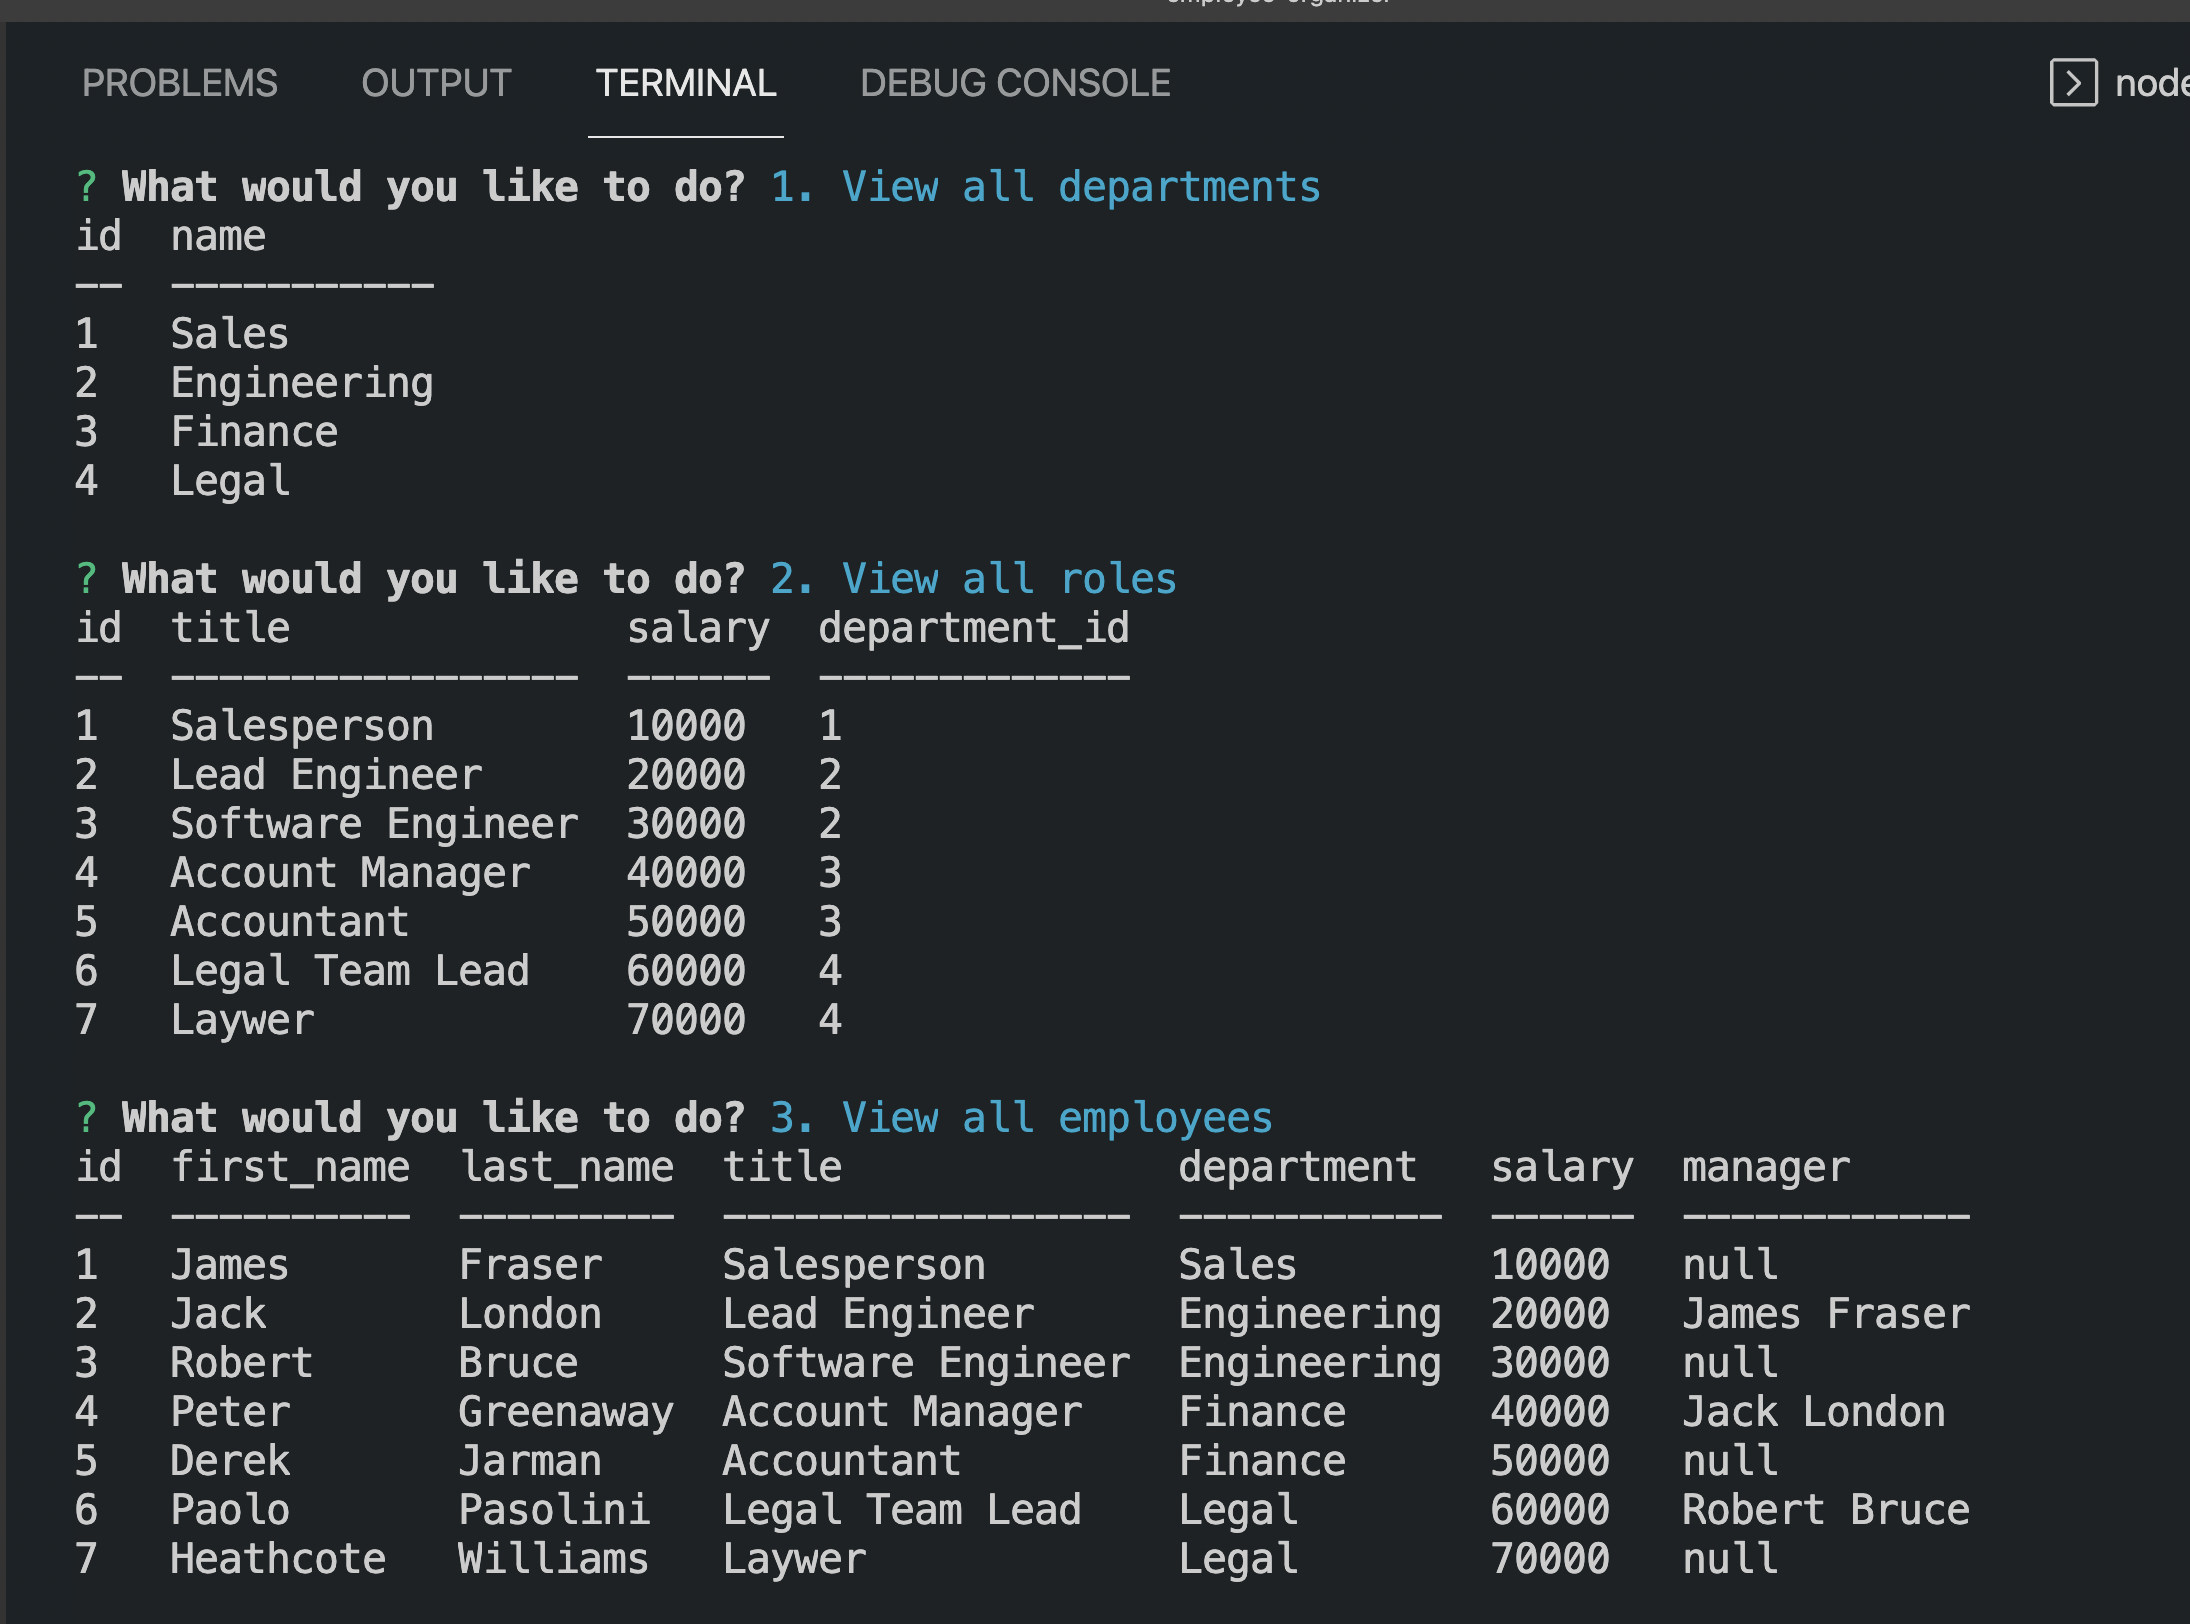 PROBLEMS OUTPUT TERMINAL DEBUG CONSOLE
? What would you like to do? 1. View all departments
id  name
--  -----------
1   Sales
2   Engineering
3   Finance
4   Legal
? What would you like to do? 2. View all roles
id  title              salary  department_id
--  -----------------  ------  -------------
1   Salesperson        10000   1
2   Lead Engineer      20000   2
3   Software Engineer  30000   2
4   Account Manager    40000   3
5   Accountant         50000   3
6   Legal Team Lead    60000   4
7   Laywer             70000   4
? What would you like to do? 3. View all employees
id  first_name  last_name  title              department   salary  manager
--  ----------  ---------  -----------------  -----------  ------  ------------
1   James       Fraser     Salesperson        Sales        10000   null
2   Jack        London     Lead Engineer      Engineering  20000   James Fraser
3   Robert      Bruce      Software Engineer  Engineering  30000   null
4   Peter       Greenaway  Account Manager    Finance      40000   Jack London
5   Derek       Jarman     Accountant         Finance      50000   null
6   Paolo       Pasolini   Legal Team Lead    Legal        60000   Robert Bruce
7   Heathcote   Williams   Laywer             Legal        70000   null